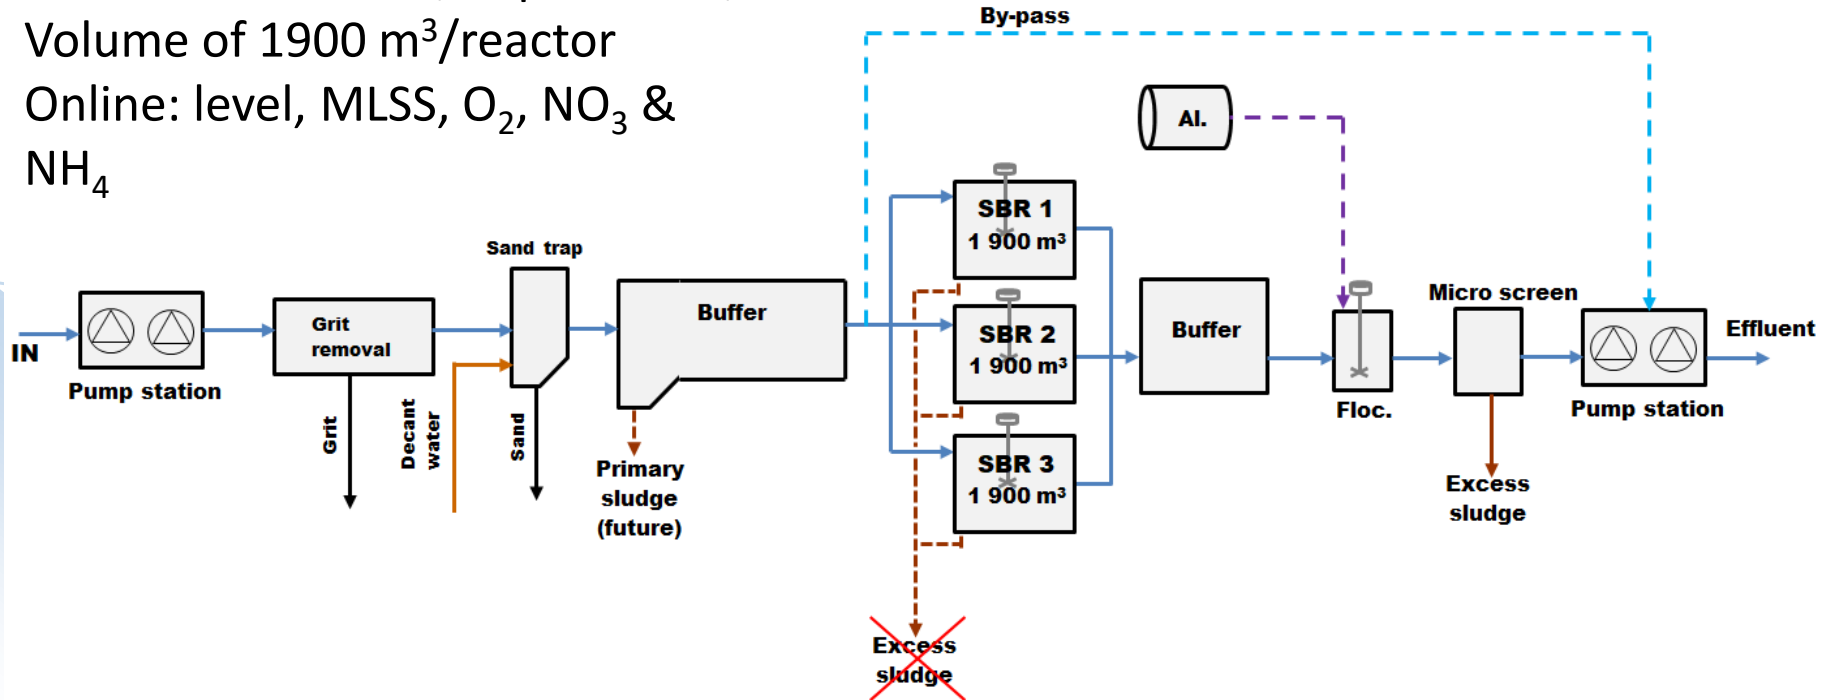 Volume of 1900 m³/reactor
Online: level, MLSS, O₂, NO₃ &
NH₄
By-pass
Al.
SBR 1
1 900 m³
Sand trap
Buffer
SBR 2
1 900 m³
Buffer
Micro screen
Effluent
IN
Grit
removal
Pump station
Floc.
Pump station
Grit
Decant
water
Sand
Primary
sludge
(future)
SBR 3
1 900 m³
Excess
sludge
Excess
sludge